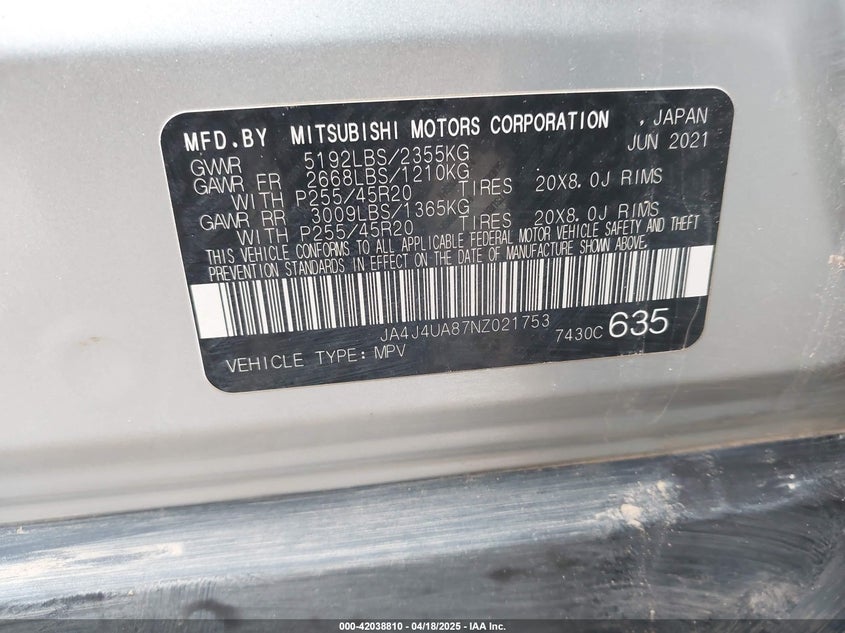 MFD.BY MITSUBISHI MOTORS CORPORATION , JAPAN
GVWR 5192LBS/2355KG JUN 2021
GAWR FR 2668LBS/1210KG
WITH P255/45R20 TIRES 20X8.0J RIMS
GAWR RR 3009LBS/1365KG
WITH P255/45R20 TIRES 20X8.0J RIMS
THIS VEHICLE CONFORMS TO ALL APPLICABLE FEDERAL MOTOR VEHICLE SAFETY AND THEFT
PREVENTION STANDARDS IN EFFECT ON THE DATE OF MANUFACTURE SHOWN ABOVE.
JA4J4UA87NZ021753 7430C 635
VEHICLE TYPE: MPV
000-42038810 - 04/18/2025 - IAA Inc.